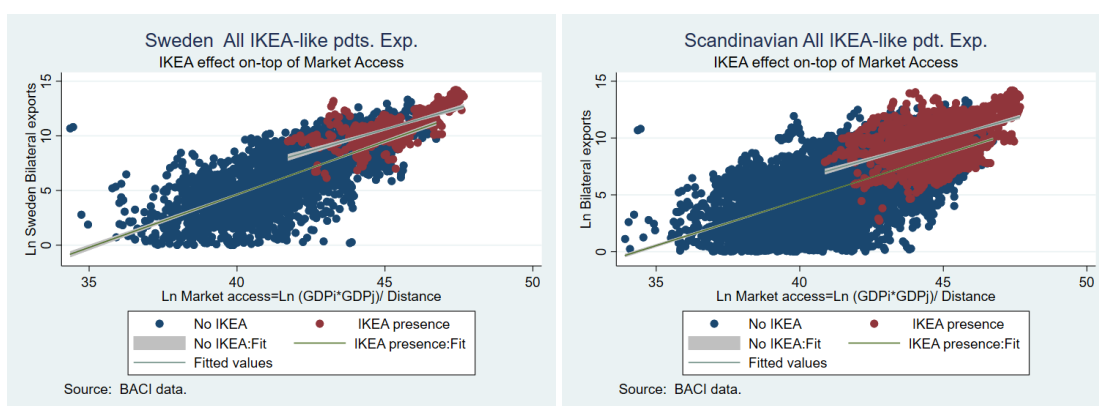 Sweden All IKEA-like pdts. Exp.
IKEA effect on-top of Market Access
Ln Sweden Bilateral exports
15
10
5
0
35 40 45 50
Ln Market access=Ln (GDPi*GDPj)/ Distance
No IKEA IKEA presence
No IKEA:Fit IKEA presence:Fit
Fitted values
Source: BACI data.
Scandinavian All IKEA-like pdt. Exp.
IKEA effect on-top of Market Access
Ln Bilateral exports
15
10
5
0
35 40 45 50
Ln Market access=Ln (GDPi*GDPj)/ Distance
No IKEA IKEA presence
No IKEA:Fit IKEA presence:Fit
Fitted values
Source: BACI data.